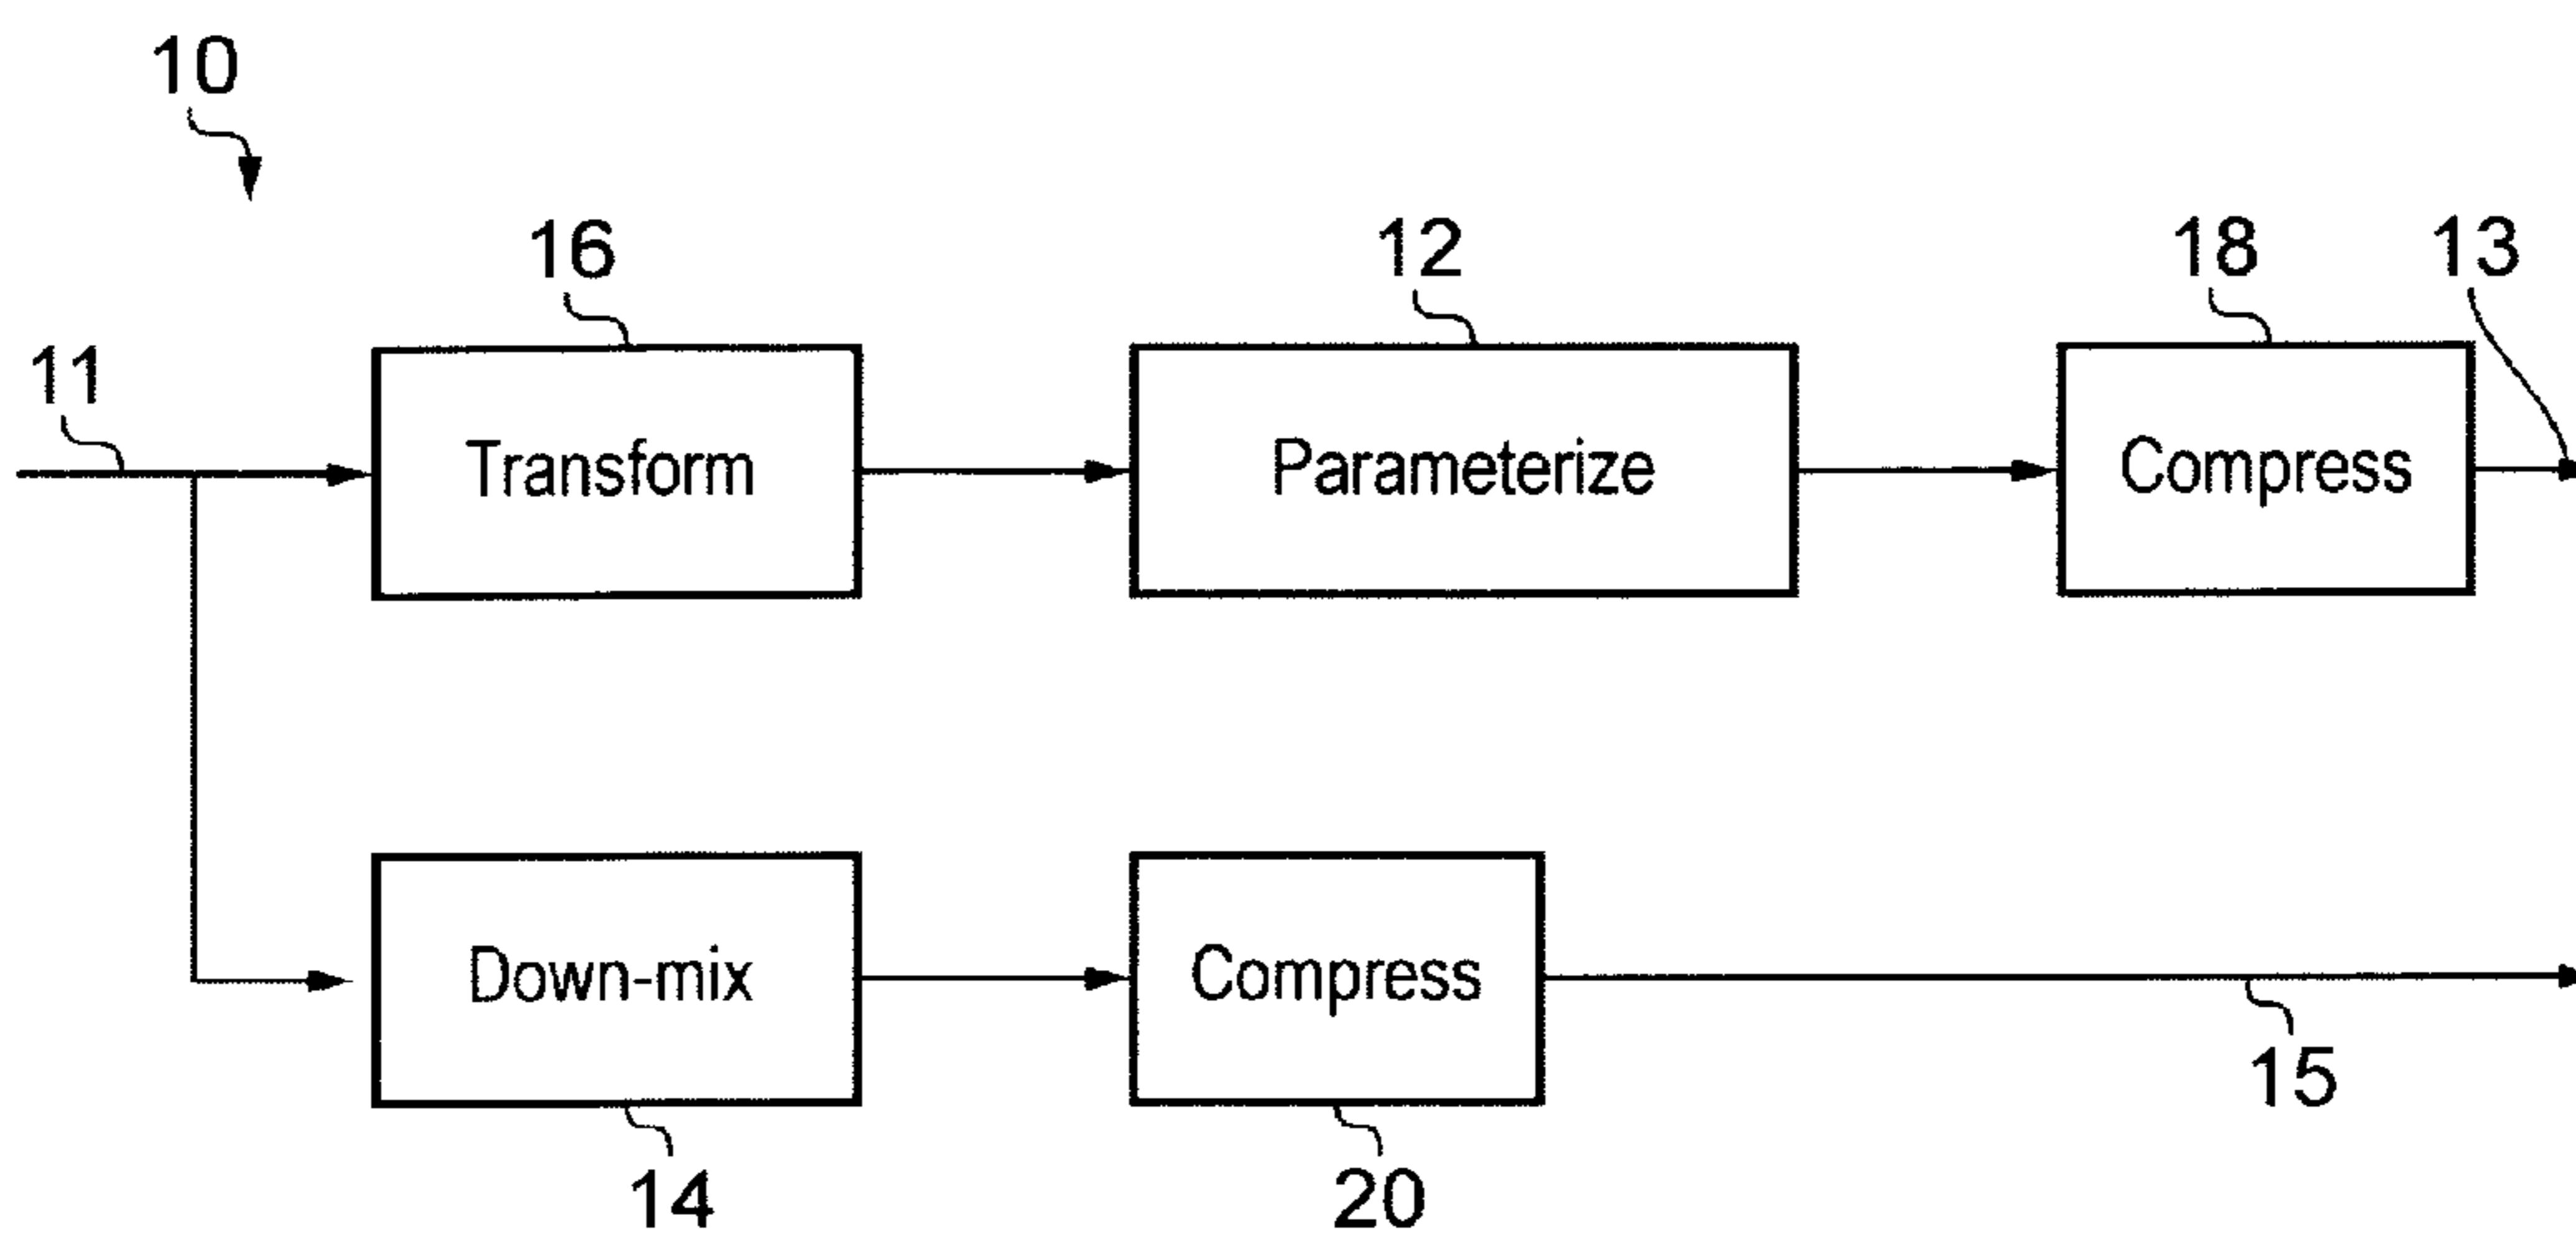 10
16
12
18
13
11
Transform
Parameterize
Compress
Down-mix
Compress
15
14
20